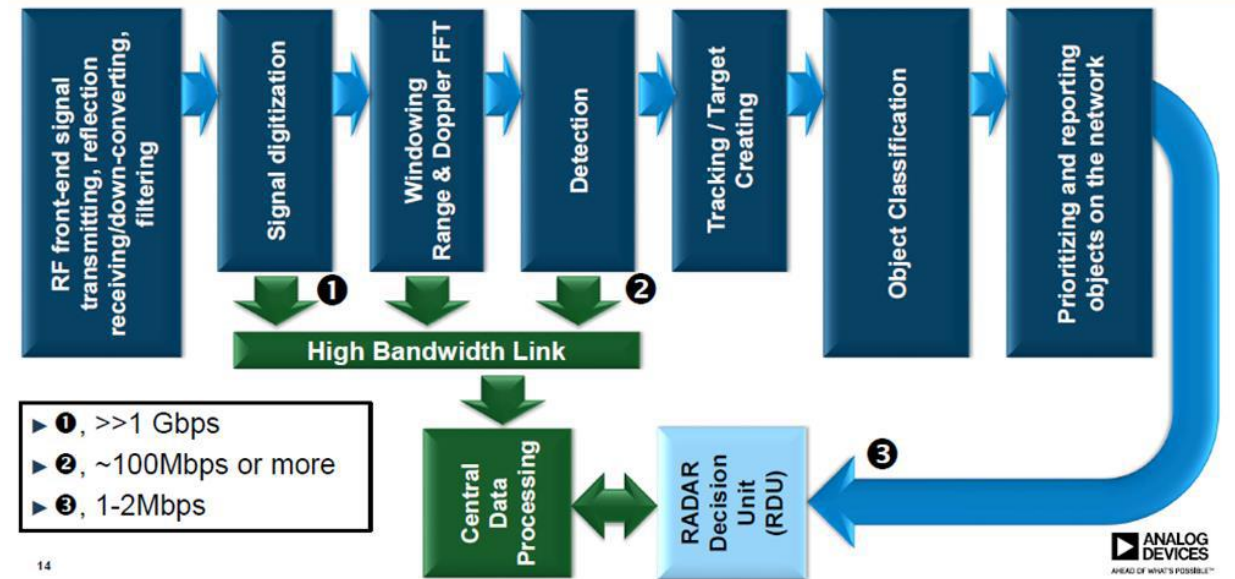 RF front-end signal
transmitting, reflection
receiving/down-converting,
filtering
Signal digitization
Windowing
Range & Doppler FFT
Detection
Tracking / Target
Creating
Object Classification
Prioritizing and reporting
objects on the network
❶
❷
High Bandwidth Link
► ❶, >>1 Gbps
► ❷, ~100Mbps or more
► ❸, 1-2Mbps
Central
Data
Processing
RADAR
Decision
Unit
(RDU)
❸
14
ANALOG
DEVICES
AHEAD OF WHAT'S POSSIBLE™